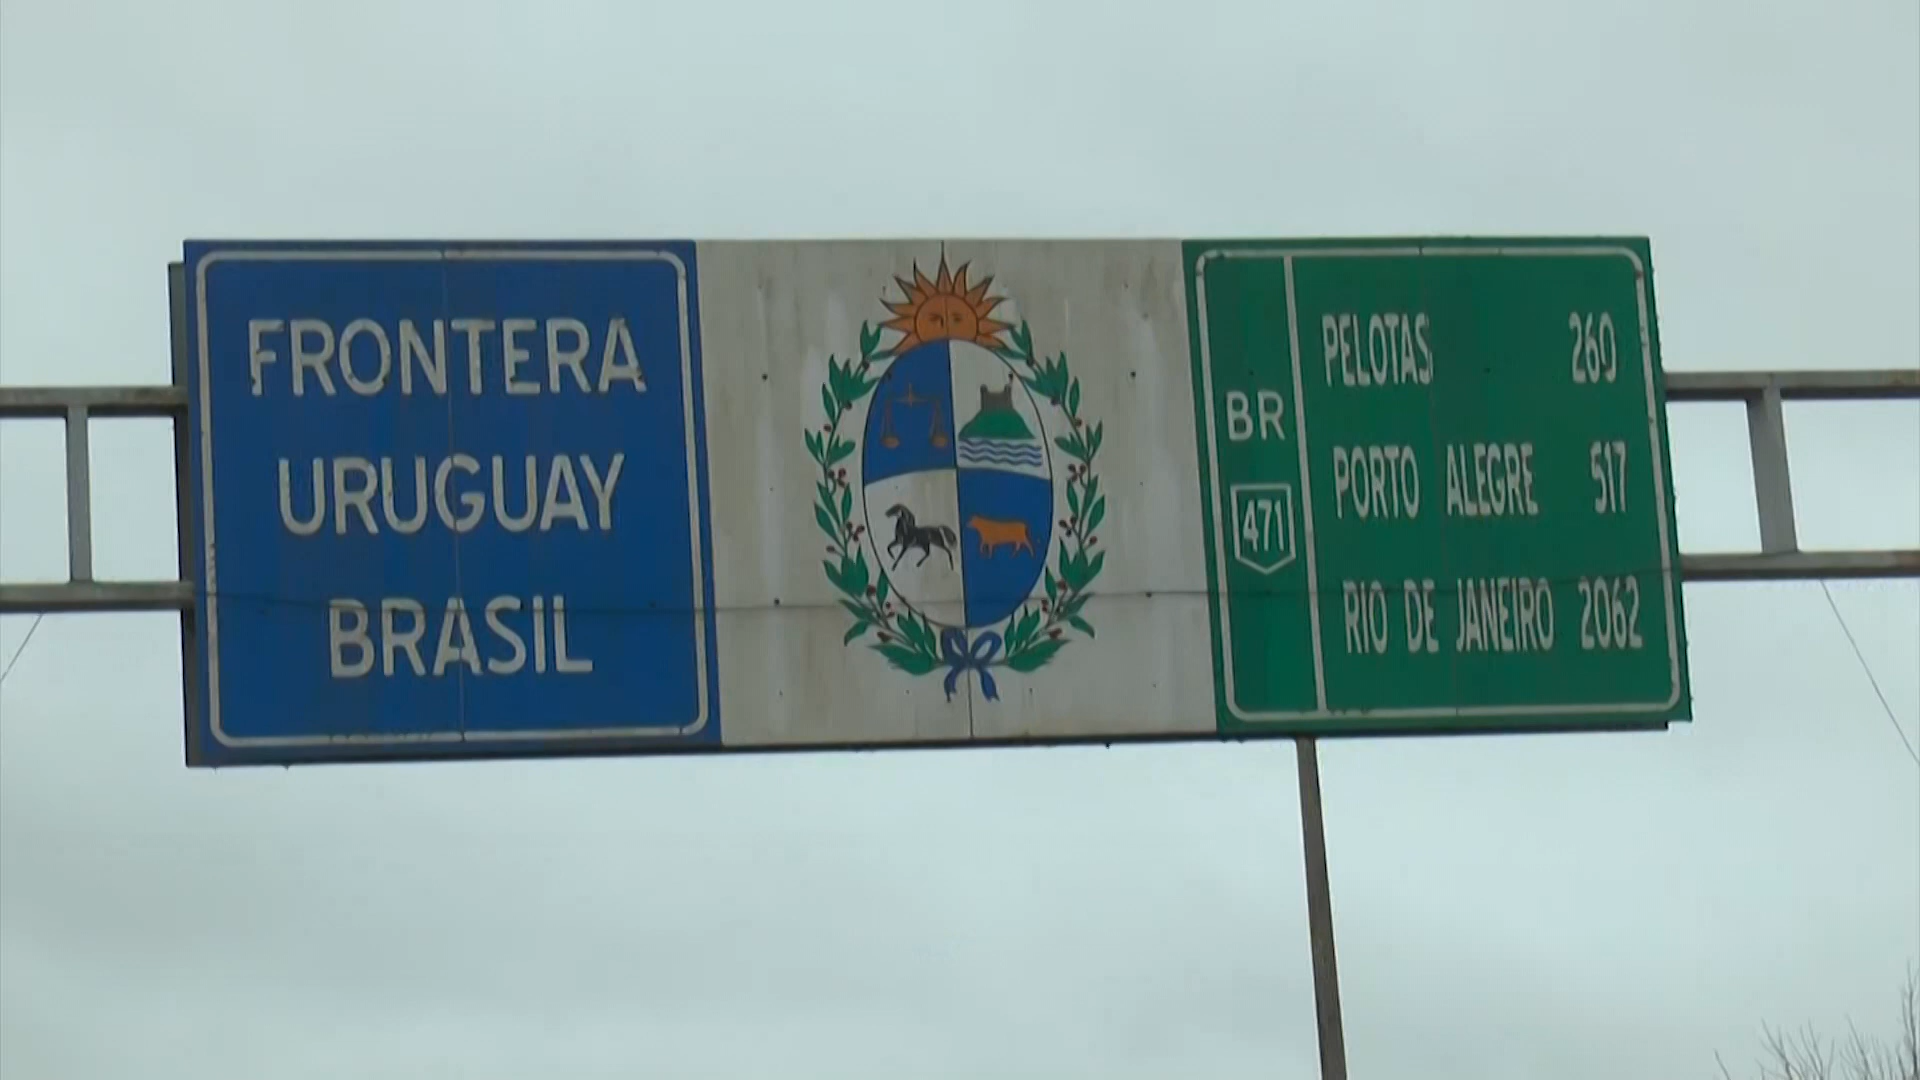 FRONTERA
URUGUAY
BRASIL
BR
471
PELOTAS 260
PORTO ALEGRE 517
RIO DE JANEIRO 2062